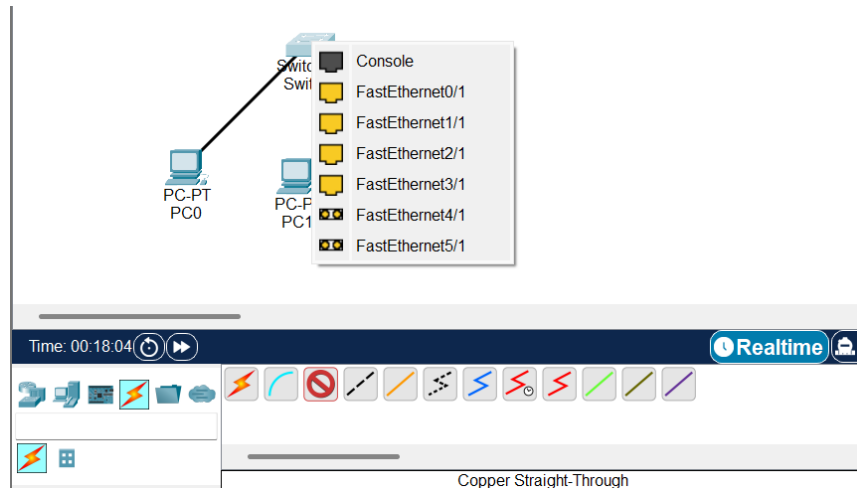 Console
FastEthernet0/1
FastEthernet1/1
FastEthernet2/1
FastEthernet3/1
FastEthernet4/1
FastEthernet5/1
PC-PT
PC0
PC1
Time: 00:18:04
Realtime
Copper Straight-Through